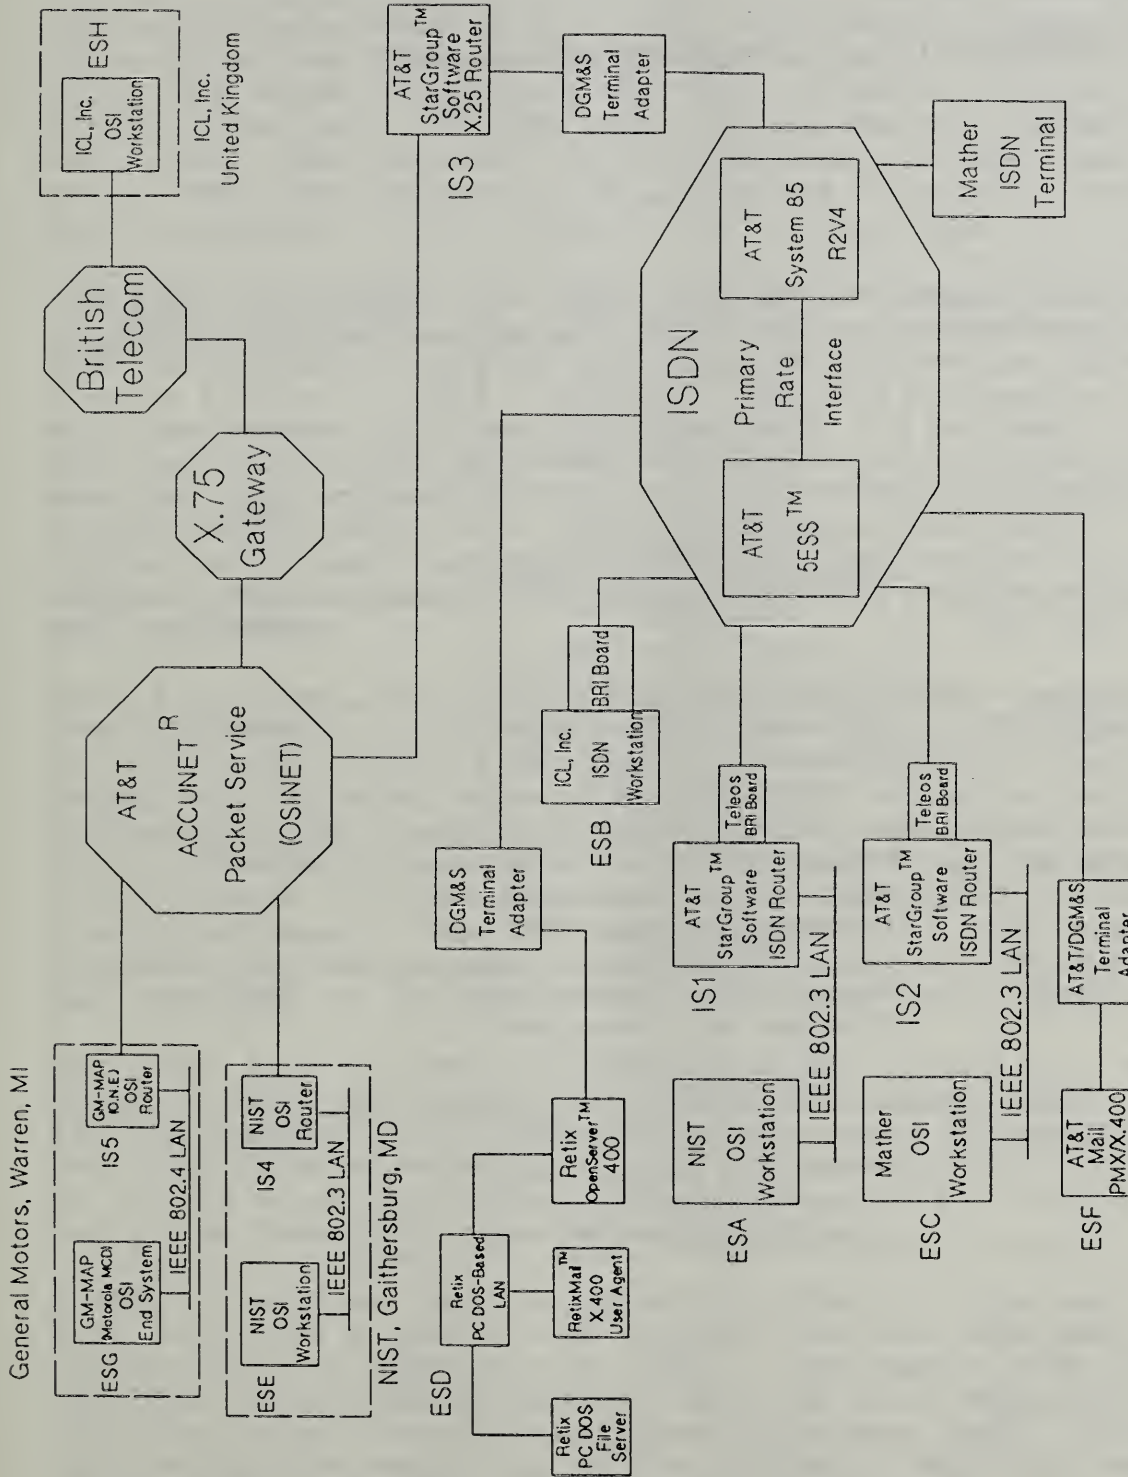 General Motors, Warren, MI
ESG
GM-MAP
(Motorola MCD)
OSI
End System
IS5
GM-MAP
(O.N.E)
OSI
Router
IEEE 802.4 LAN
ESE
NIST
OSI
Workstation
IS4
NIST
OSI
Router
IEEE 802.3 LAN
NIST, Gaithersburg, MD
AT&T
ACCUNET R
Packet Service
(OSINET)
X.75
Gateway
British
Telecom
ICL, Inc.
OSI
Workstation
ESH
ICL, Inc.
United Kingdom
IS3
AT&T
StarGroup TM
Software
X.25 Router
DGM&S
Terminal
Adapter
ESD
Retix
PC DOS-Based
LAN
Retix
PC DOS
File
Server
RetixMail TM
X.400
User Agent
Retix
OpenServer TM
400
DGM&S
Terminal
Adapter
ESB
ICL, Inc.
ISDN
Workstation
BRI Board
ISDN
AT&T
5ESS TM
Primary
Rate
Interface
AT&T
System 85
R2V4
Mather
ISDN
Terminal
ESA
NIST
OSI
Workstation
IS1
AT&T
StarGroup TM
Software
ISDN Router
Teleos
BRI Board
IEEE 802.3 LAN
ESC
Mather
OSI
Workstation
IS2
AT&T
StarGroup TM
Software
ISDN Router
Teleos
BRI Board
IEEE 802.3 LAN
ESF
AT&T
Mail
PMX/X.400
AT&T/DGM&S
Terminal
Adapter